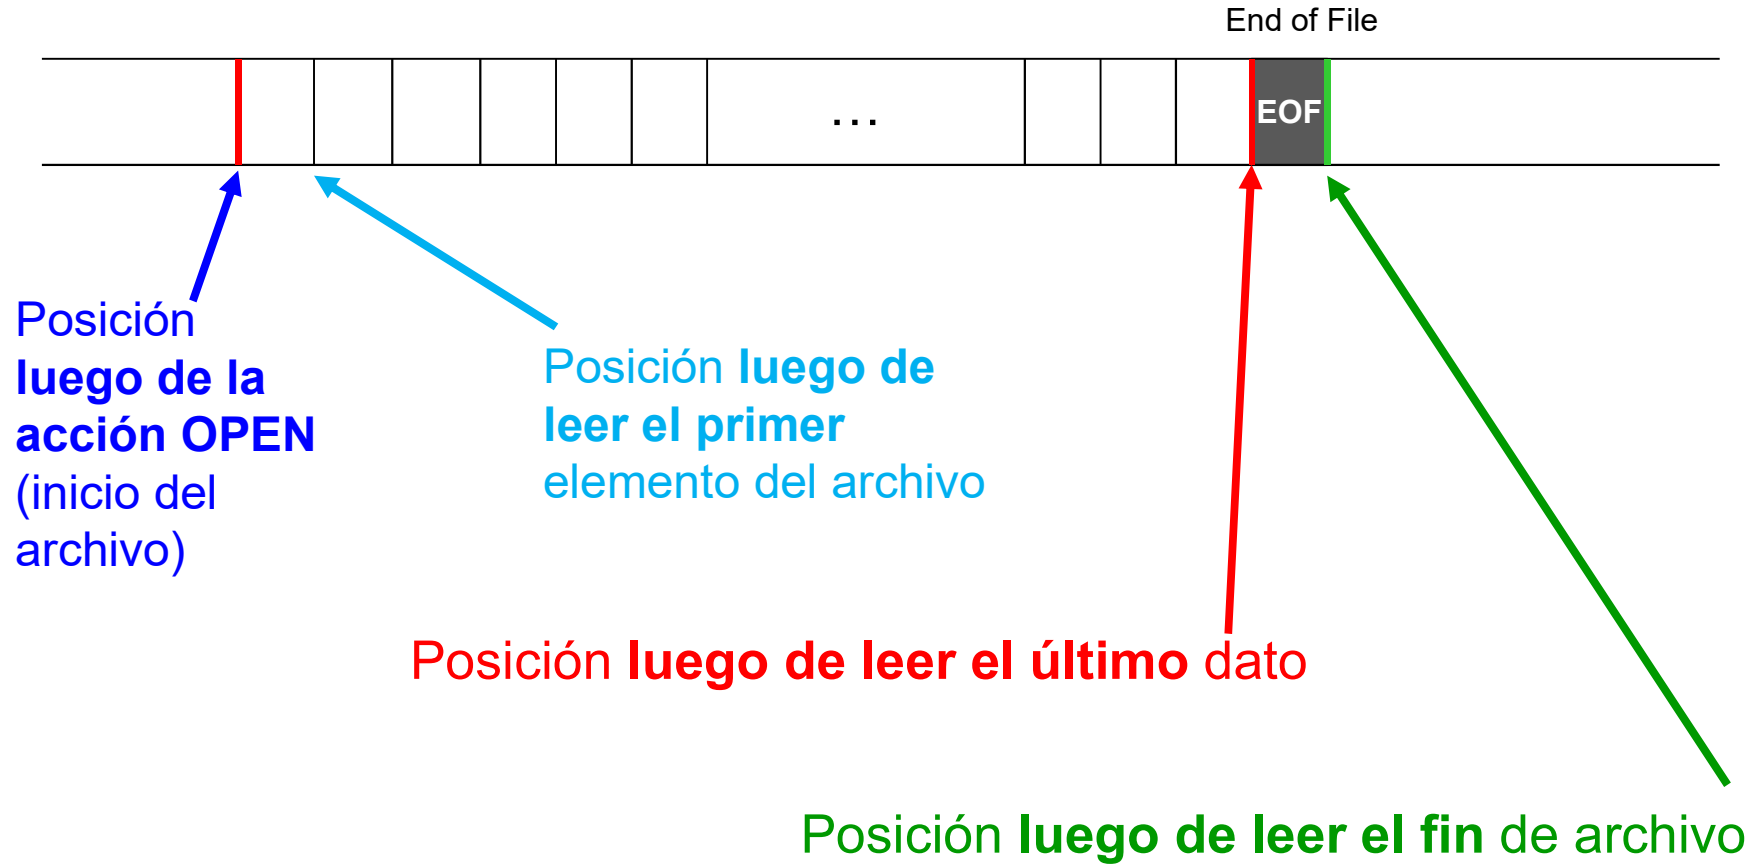 End of File
...
EOF
Posición
luego de la
acción OPEN
(inicio del
archivo)
Posición luego de
leer el primer
elemento del archivo
Posición luego de leer el último dato
Posición luego de leer el fin de archivo